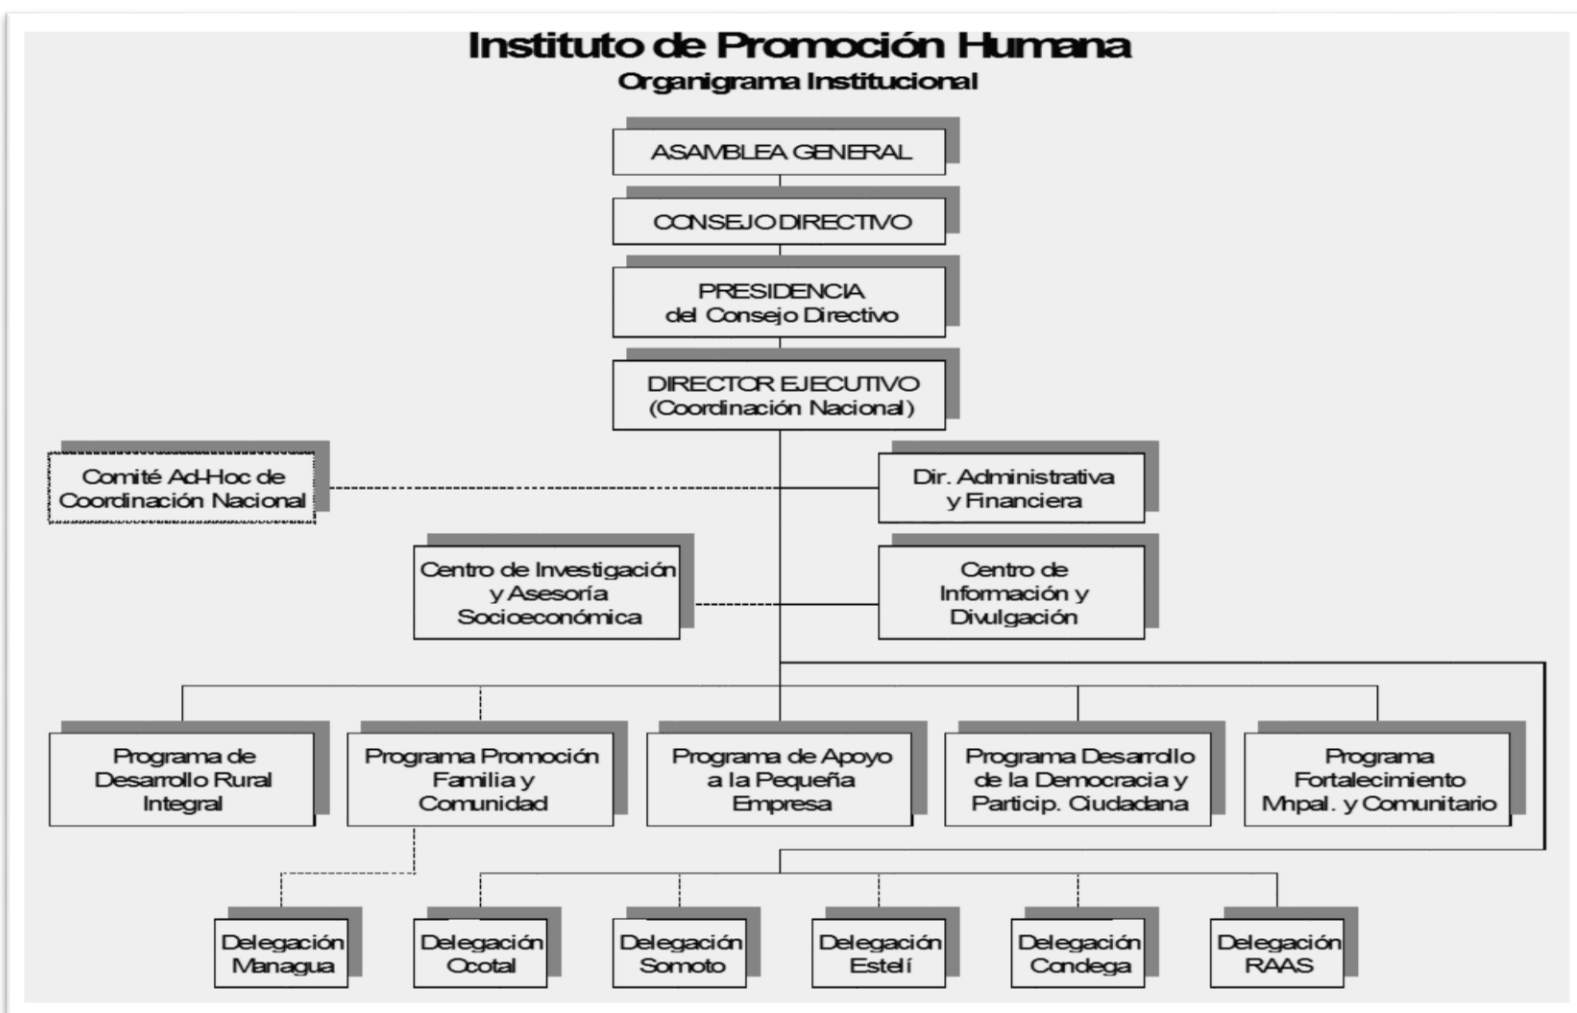 Instituto de Promoción Humana
Organigrama Institucional
ASAMBLEA GENERAL
CONSEJO DIRECTIVO
PRESIDENCIA
del Consejo Directivo
DIRECTOR EJECUTIVO
(Coordinación Nacional)
Comité Ad-Hoc de
Coordinación Nacional
Dir. Administrativa
y Financiera
Centro de Investigación
y Asesoría
Socioeconómica
Centro de
Información y
Divulgación
Programa de
Desarrollo Rural
Integral
Programa Promoción
Familia y
Comunidad
Programa de Apoyo
a la Pequeña
Empresa
Programa Desarrollo
de la Democracia y
Particip. Ciudadana
Programa
Fortalecimiento
Mnpal. y Comunitario
Delegación
Managua
Delegación
Ocotal
Delegación
Somoto
Delegación
Estelí
Delegación
Condega
Delegación
RAAS